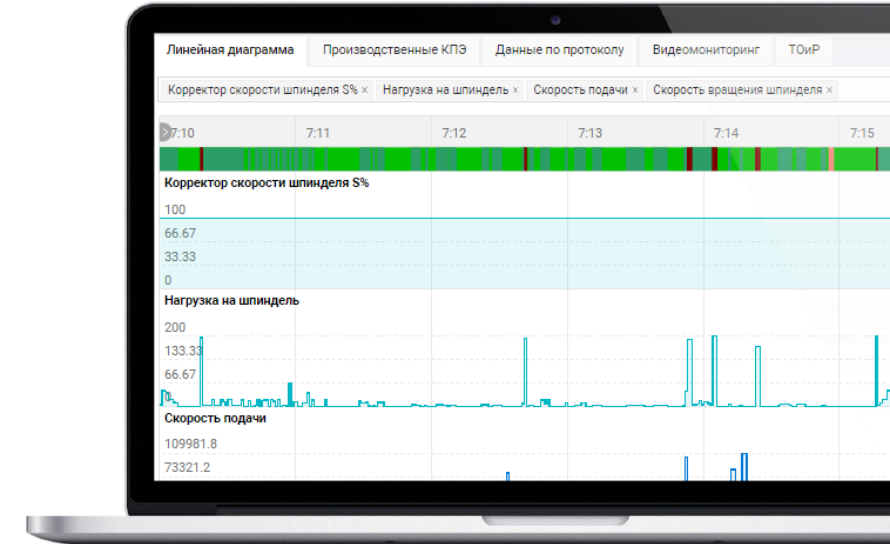 Линейная диаграмма Производственные КПЭ Данные по протоколу Видеомониторинг ТОиР
Корректор скорости шпинделя S% × Нагрузка на шпиндель × Скорость подачи × Скорость вращения шпинделя ×
7:10 7:11 7:12 7:13 7:14 7:15
Корректор скорости шпинделя S%
100
66.67
33.33
0
Нагрузка на шпиндель
200
133.33
66.67
Скорость подачи
109981.8
73321.2